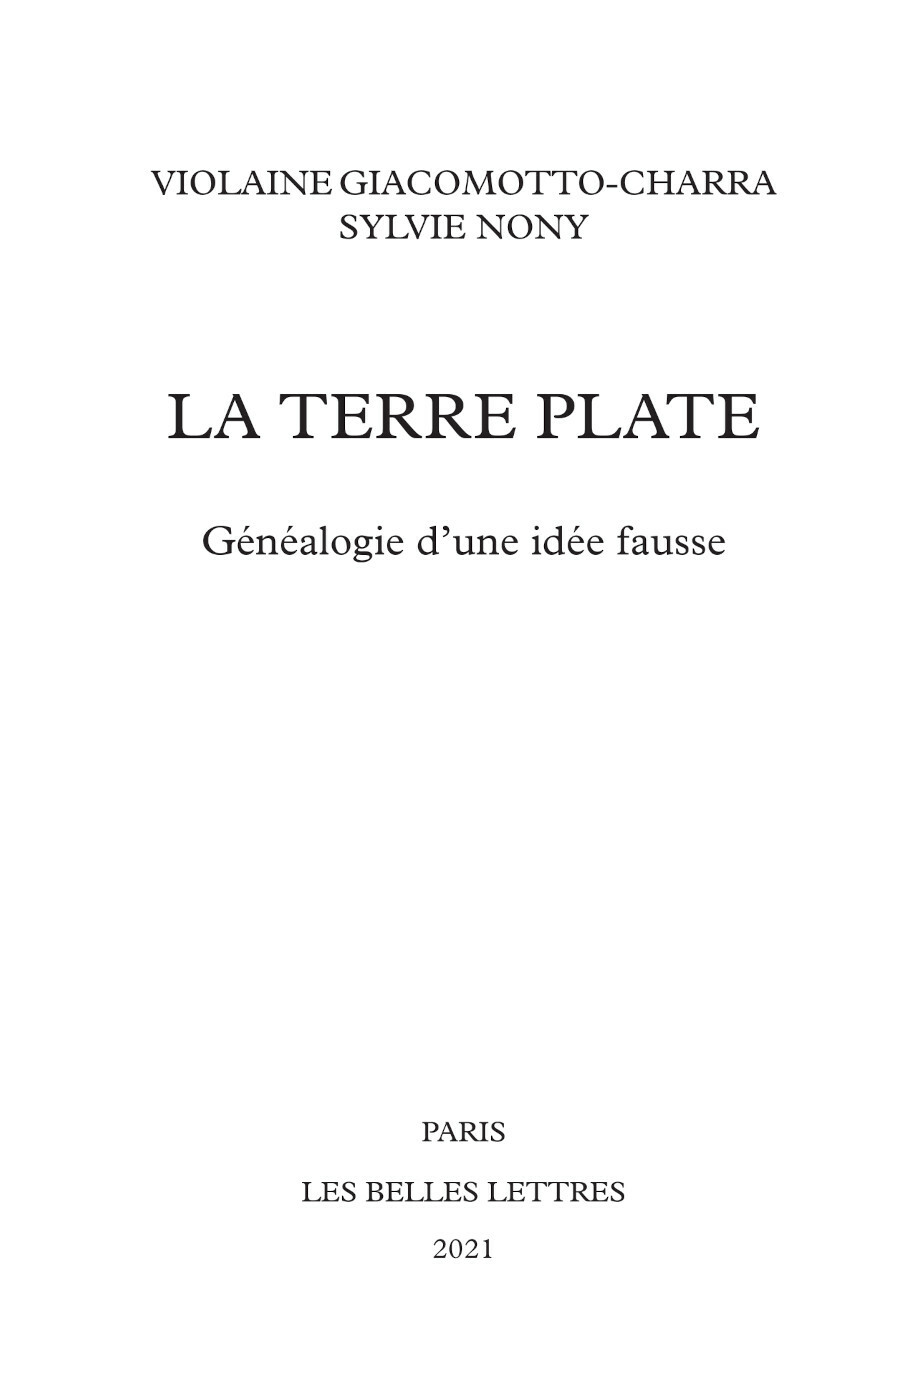 VIOLAINE GIACOMOTTO-CHARRA
SYLVIE NONY
LA TERRE PLATE
Généalogie d’une idée fausse
PARIS
LES BELLES LETTRES
2021